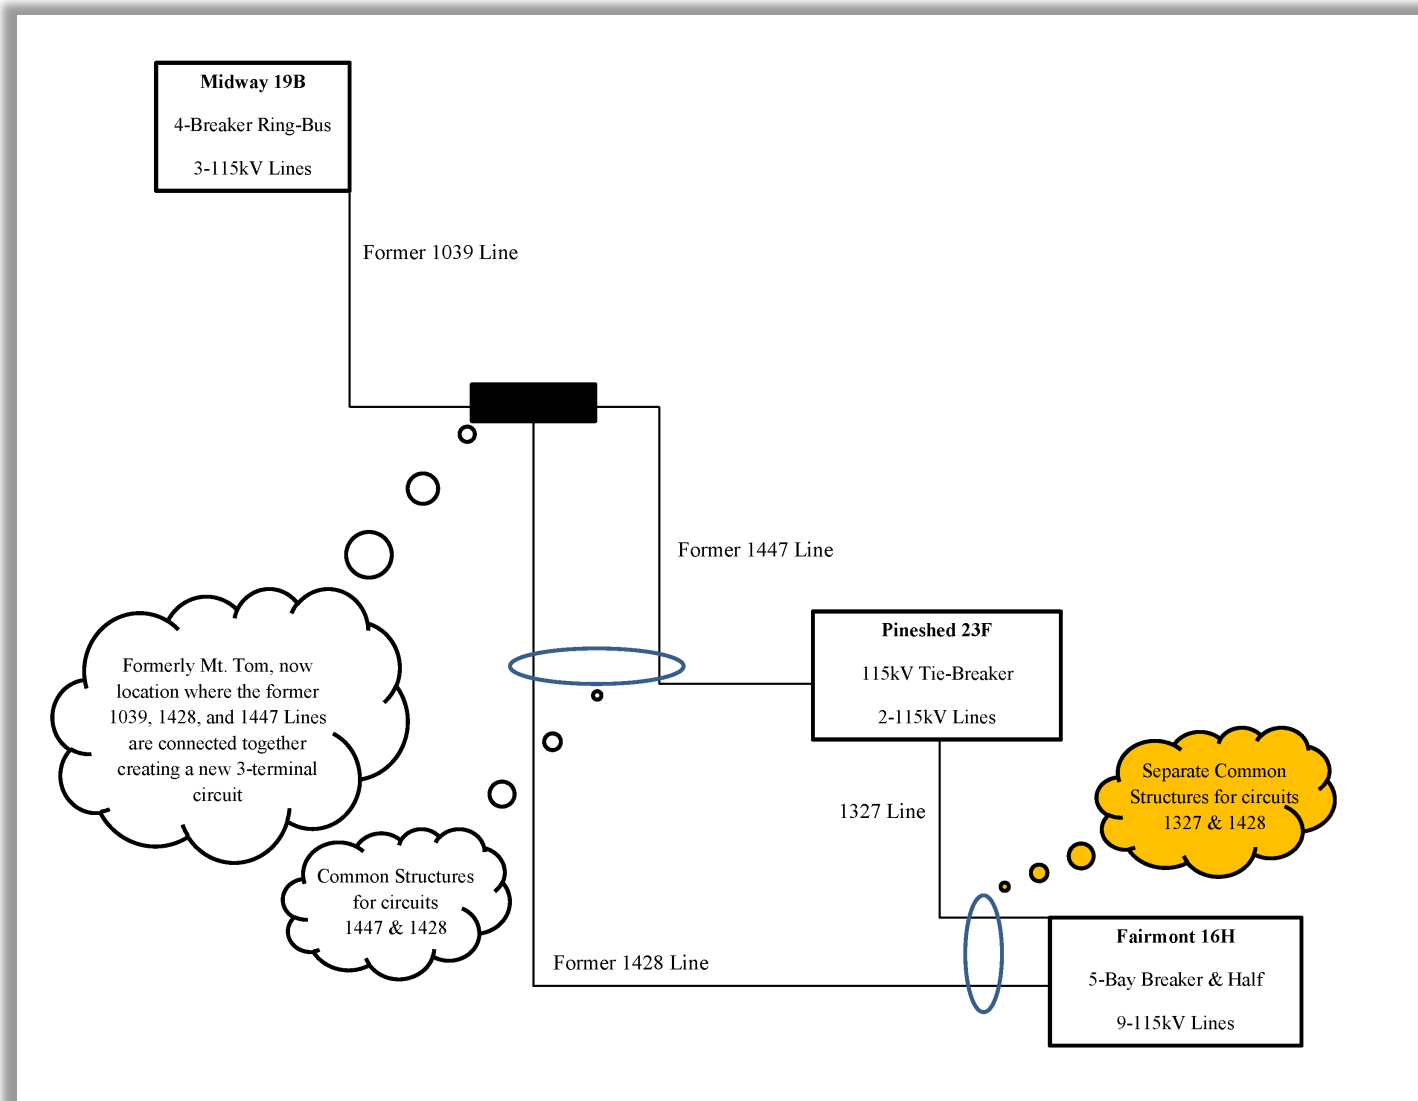 Midway 19B
4-Breaker Ring-Bus
3-115kV Lines
Former 1039 Line
Former 1447 Line
Formerly Mt. Tom, now
location where the former
1039, 1428, and 1447 Lines
are connected together
creating a new 3-terminal
circuit
Pineshed 23F
115kV Tie-Breaker
2-115kV Lines
1327 Line
Separate Common
Structures for circuits
1327 & 1428
Common Structures
for circuits
1447 & 1428
Former 1428 Line
Fairmont 16H
5-Bay Breaker & Half
9-115kV Lines